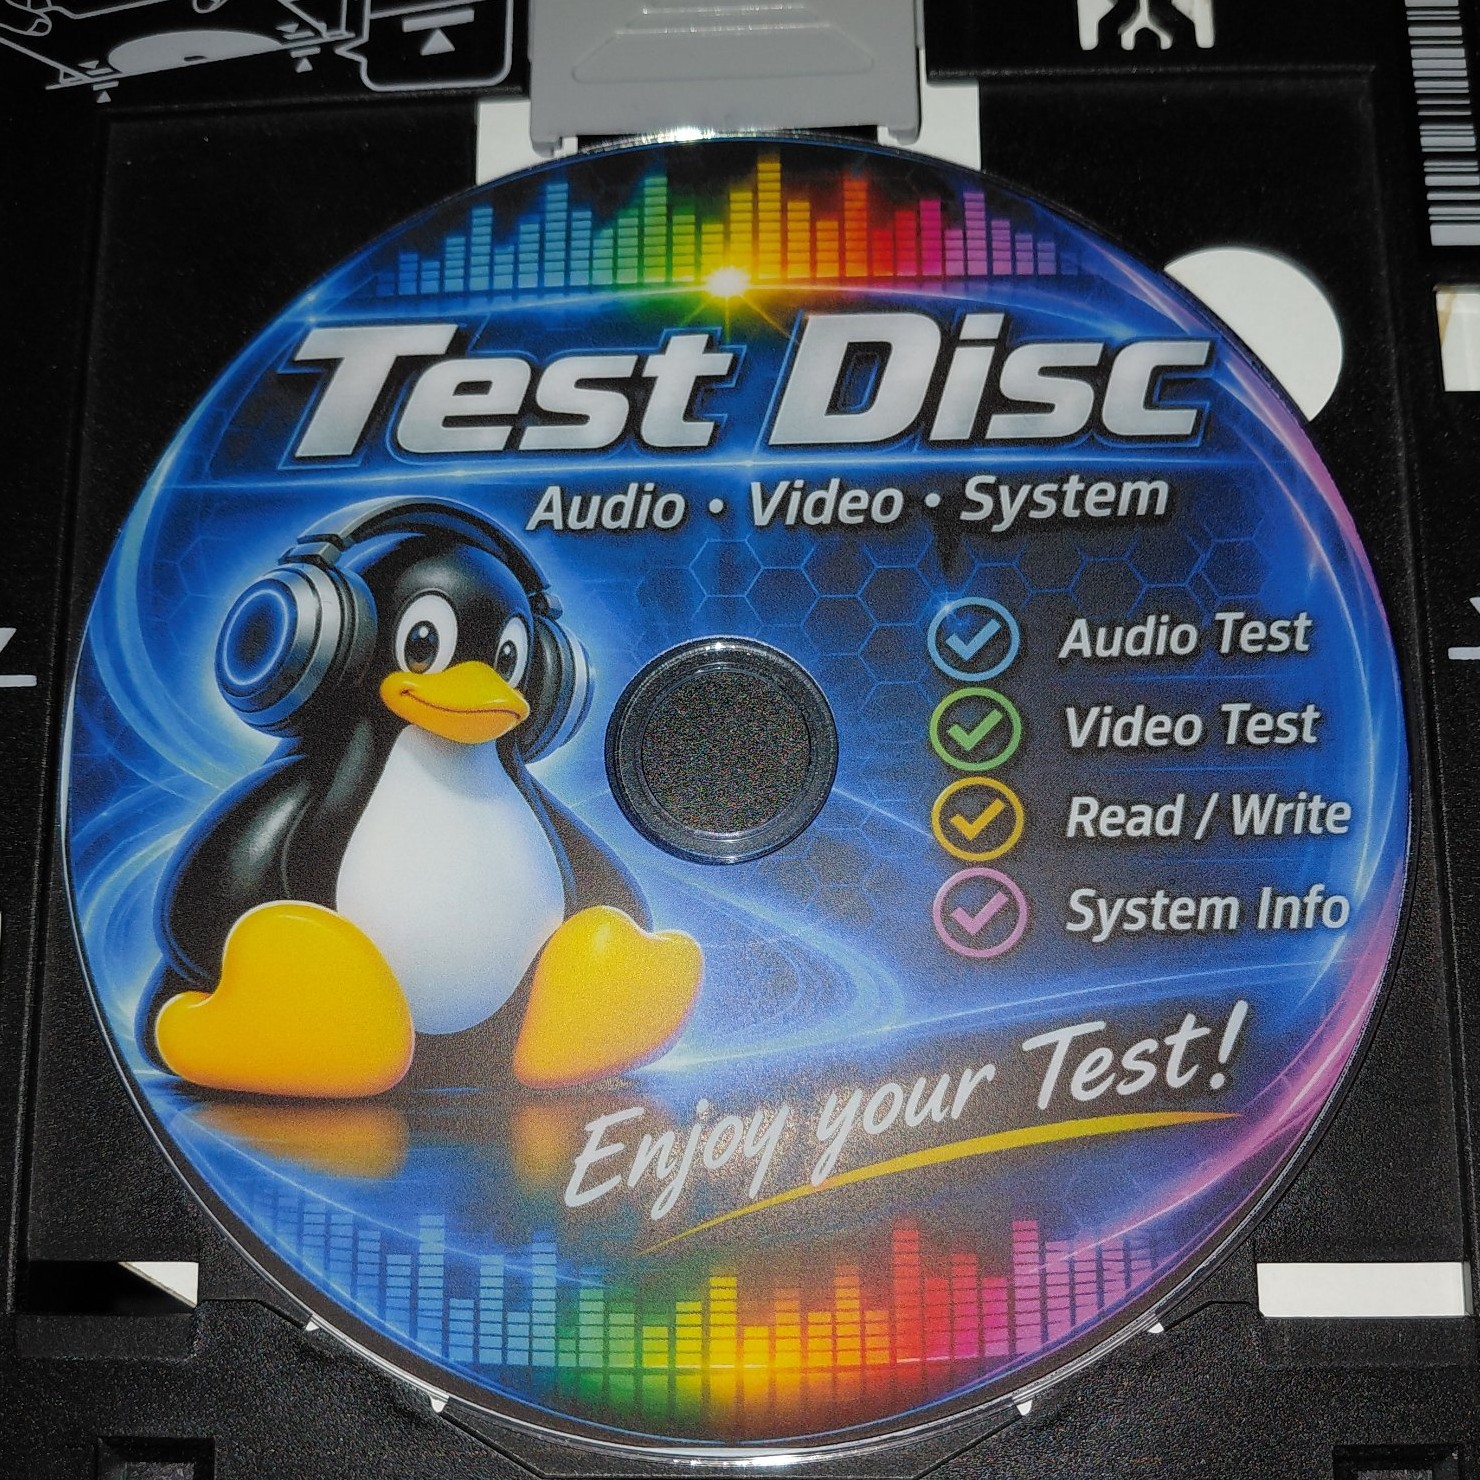 Test Disc
Audio • Video • System
Audio Test
Video Test
Read / Write
System Info
Enjoy your Test!